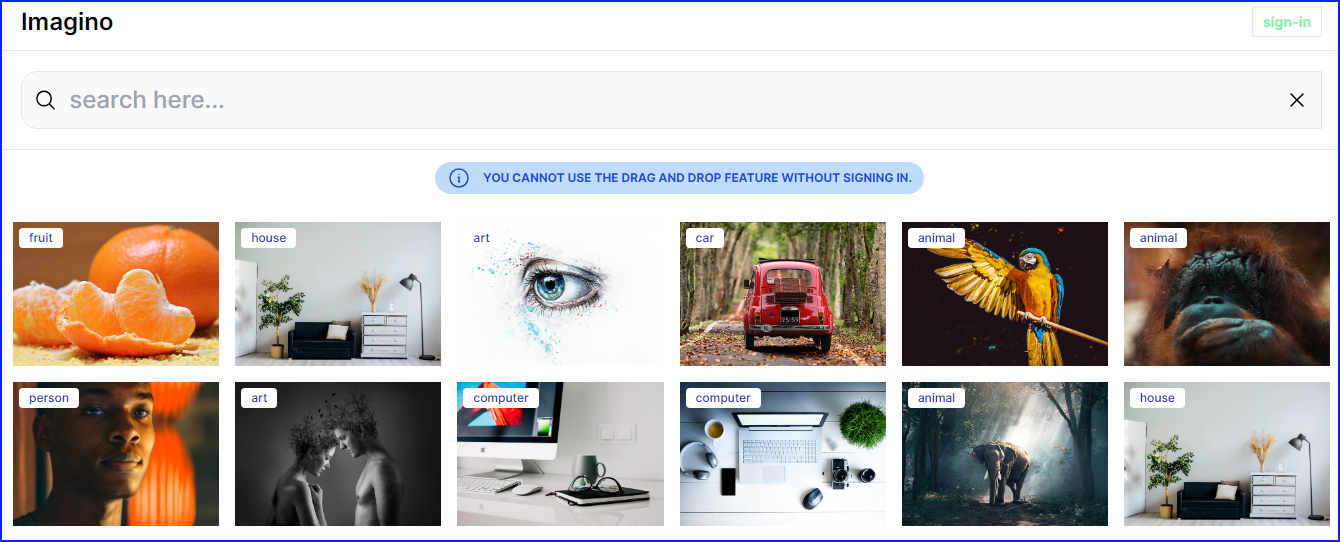 Imagino
sign-in
search here...
YOU CANNOT USE THE DRAG AND DROP FEATURE WITHOUT SIGNING IN.
fruit
house
art
car
animal
animal
person
art
computer
computer
animal
house